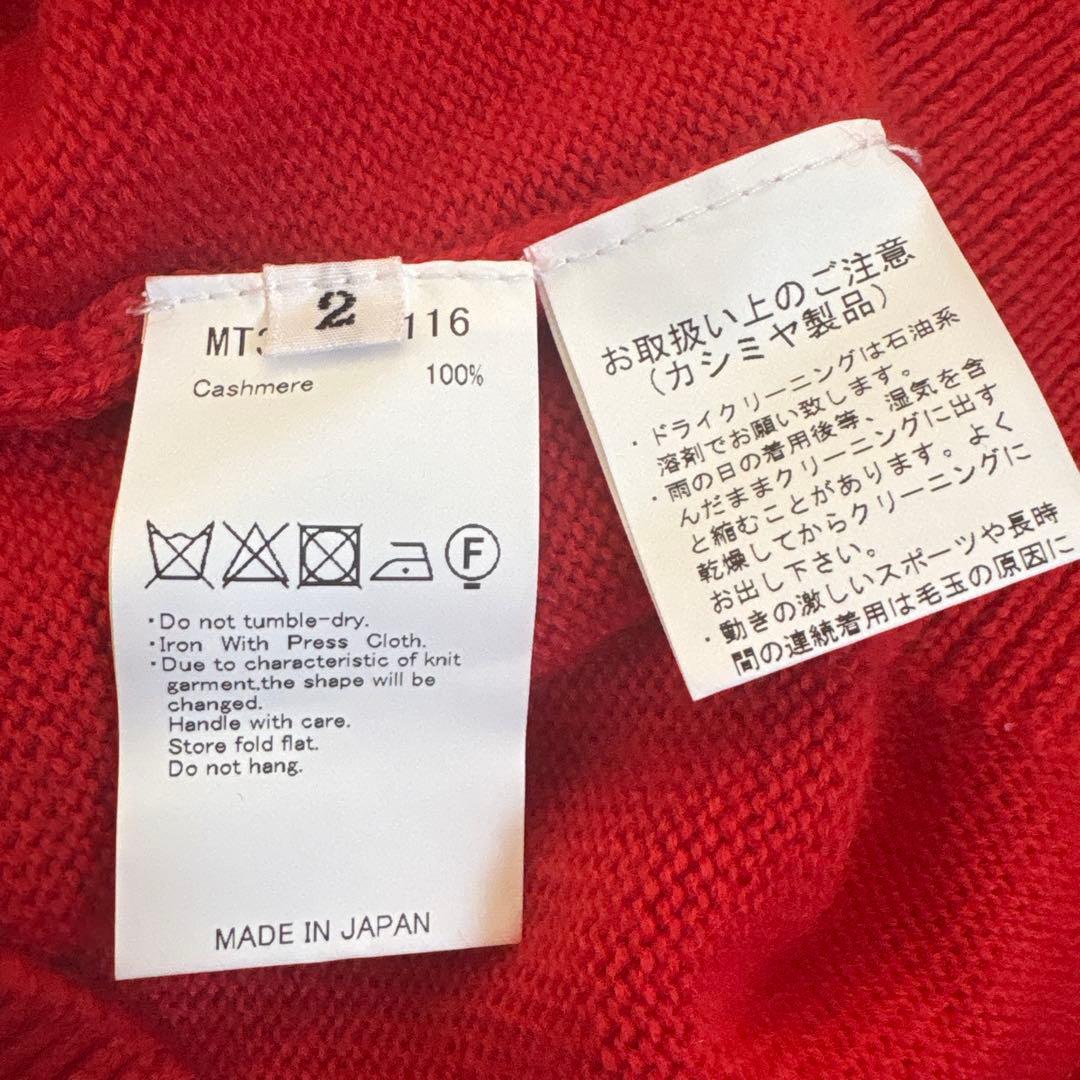 2
MT3 116
Cashmere 100%
F
・Do not tumble-dry.
・Iron With Press Cloth.
・Due to characteristic of knit
garment,the shape will be
changed.
Handle with care.
Store fold flat.
Do not hang.
MADE IN JAPAN
お取扱い上のご注意
（カシミヤ製品）
・ドライクリーニングは石油系
溶剤でお願い致します。
・雨の日の着用後等、湿気を含
んだままクリーニングに出す
と縮むことがあります。よく
乾燥してからクリーニングに
お出し下さい。
・動きの激しいスポーツや長時
間の連続着用は毛玉の原因に